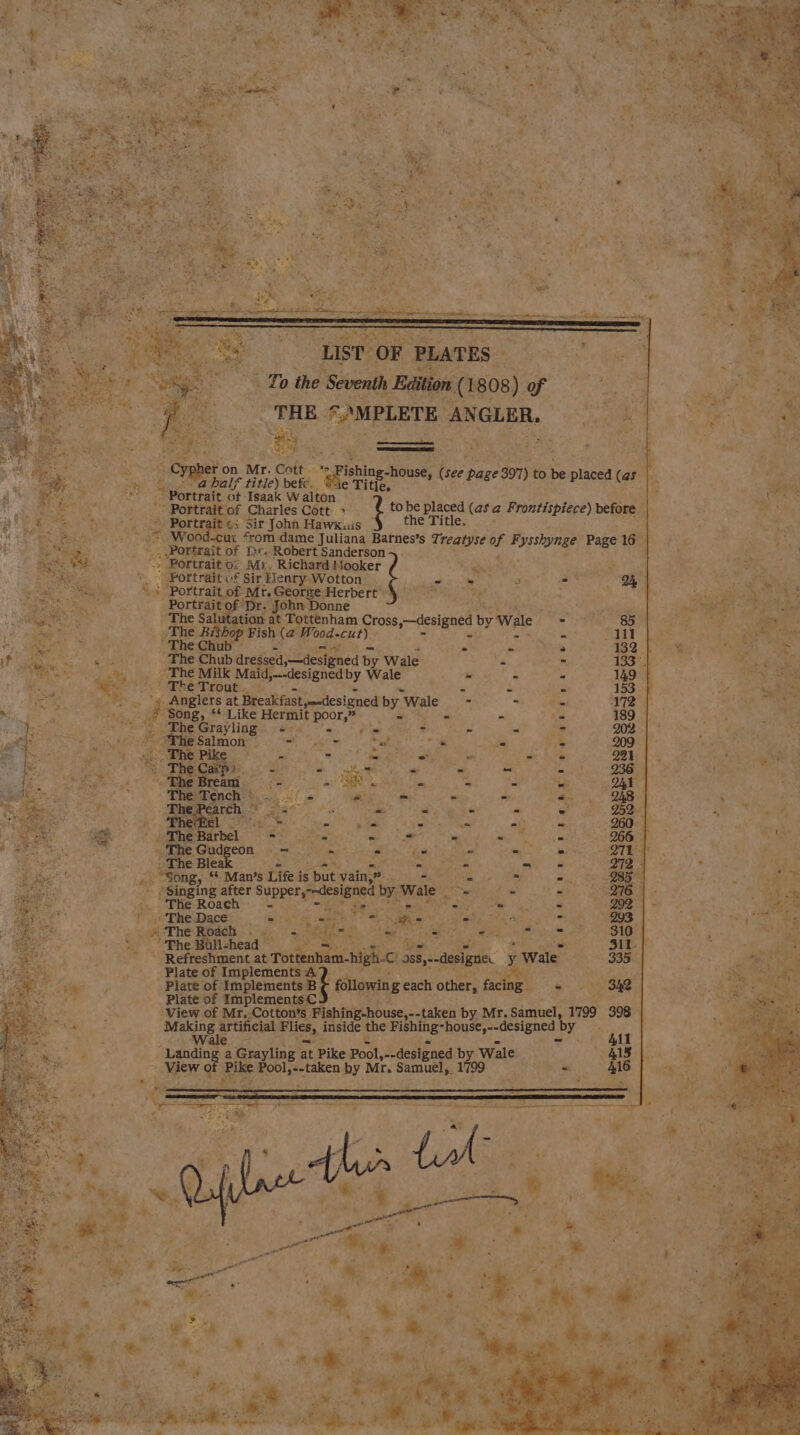 LIST OF PLATES
To the Seventh Edition (1808) of
THE MPLETE ANGLER.
Cypher on Mr. Cott Fishing-house, (see page 397) to be placed (as
a half title) Title.
Portrait of Isaak Walton
Portrait of Charles Cott
Portrait Sir John Hawkins
to be placed (as a Frontispiece) before
the Title.
Wood-cut from dame Juliana Barnes's Treatyse of Fysshynge Page 16
Portrait of Dr. Robert Sanderson
Portrait of Mr. Richard Hooker
Portrait of Sir Henry Wotton - - - - 24
Portrait of Mr. George Herbert
Portrait of Dr. John Donne
The Salutation at Tottenham Cross,—designed by Wale - 85
The Bishop Fish (a Wood-cut) - - - - 111
The Chub - - - - - - 132
The Chub dressed,—designed by Wale - - 133
The Milk Maid,--designed by Wale - - - 149
The Trout - - - - - - 153
Anglers at Breakfast,—designed by Wale - - - 172
Song, “ Like Hermit poor,” - - - - 189
The Grayling - - - - - - - 202
The Salmon - - - - - - 209
The Pike - - - - - - - 221
The Carp - - - - - - - 236
The Bream - - - - - - 241
The Tench - - - - - - 248
The Pearch - - - - - - 252
The Eel - - - - - - - 260
The Barbel - - - - - - - 266
The Gudgeon - - - - - - - 271
The Bleak - - - - - - - 272
Song, “ Man's Life is but vain,” - - - - 285
Singing after Supper,--designed by Wale - - - 276
The Roach - - - - - - - 292
The Dace - - - - - - - 293
The Roach - - - - - - - 310
The Bull-head - - - - - 311
Refreshment at Tottenham-high-C oss,--designed y Wale 335
Plate of Implements A
Plate of Implements B following each other, facing - 342
Plate of Implements C
View of Mr. Cotton's Fishing-house,--taken by Mr. Samuel, 1799 398
Making artificial Flies, inside the Fishing-house,--designed by
Wale - - - - - 411
Landing a Grayling at Pike Pool,--designed by Wale 415
View of Pike Pool,--taken by Mr. Samuel, 1799 - 416
Replace this list